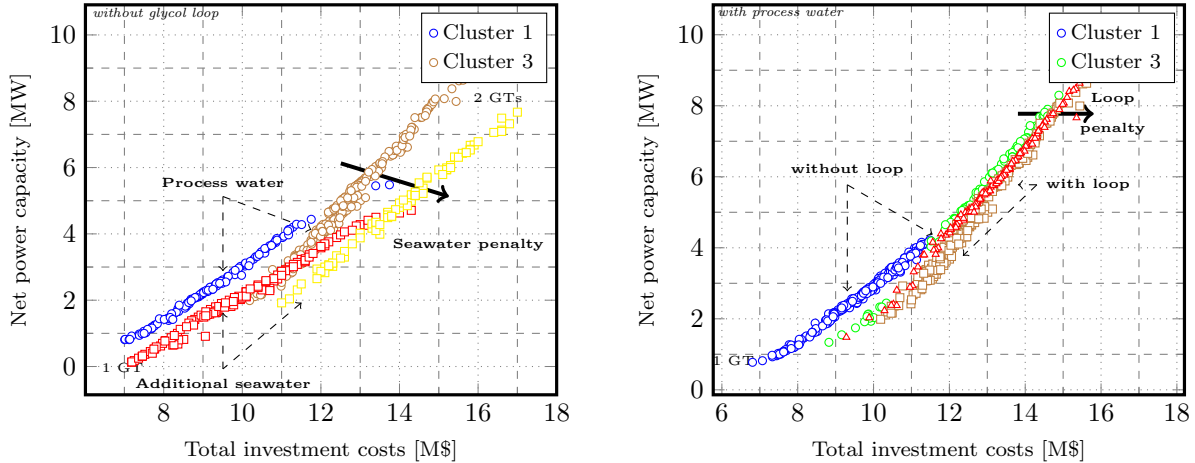 without glycol loop
Cluster 1
Cluster 3
2 GTs
Process water
Seawater penalty
1 GT
Additional seawater
0
2
4
6
8
10
8
10
12
14
16
18
Net power capacity [MW]
Total investment costs [M$]
with process water
Cluster 1
Cluster 3
Loop
penalty
without loop
with loop
1 GT
0
2
4
6
8
10
6
8
10
12
14
16
18
Net power capacity [MW]
Total investment costs [M$]